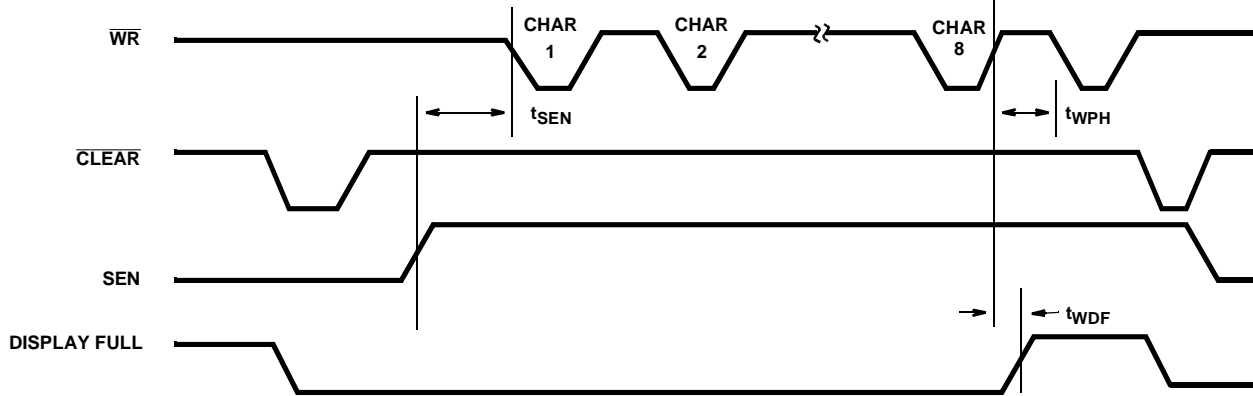 WR
CHAR
1
CHAR
2
CHAR
8
tSEN
tWPH
CLEAR
SEN
tWDF
DISPLAY FULL